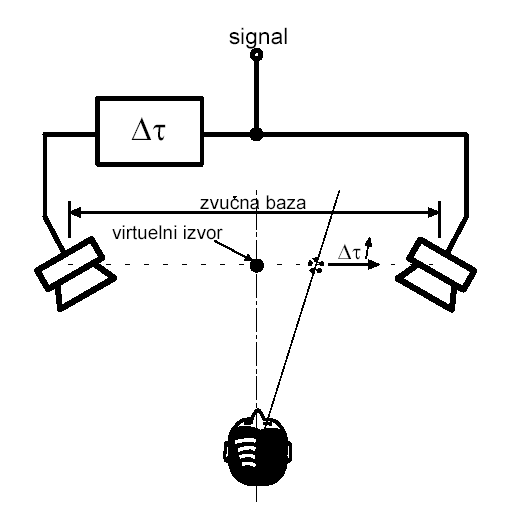 signal
Δτ
zvučna baza
virtuelni izvor
Δτ